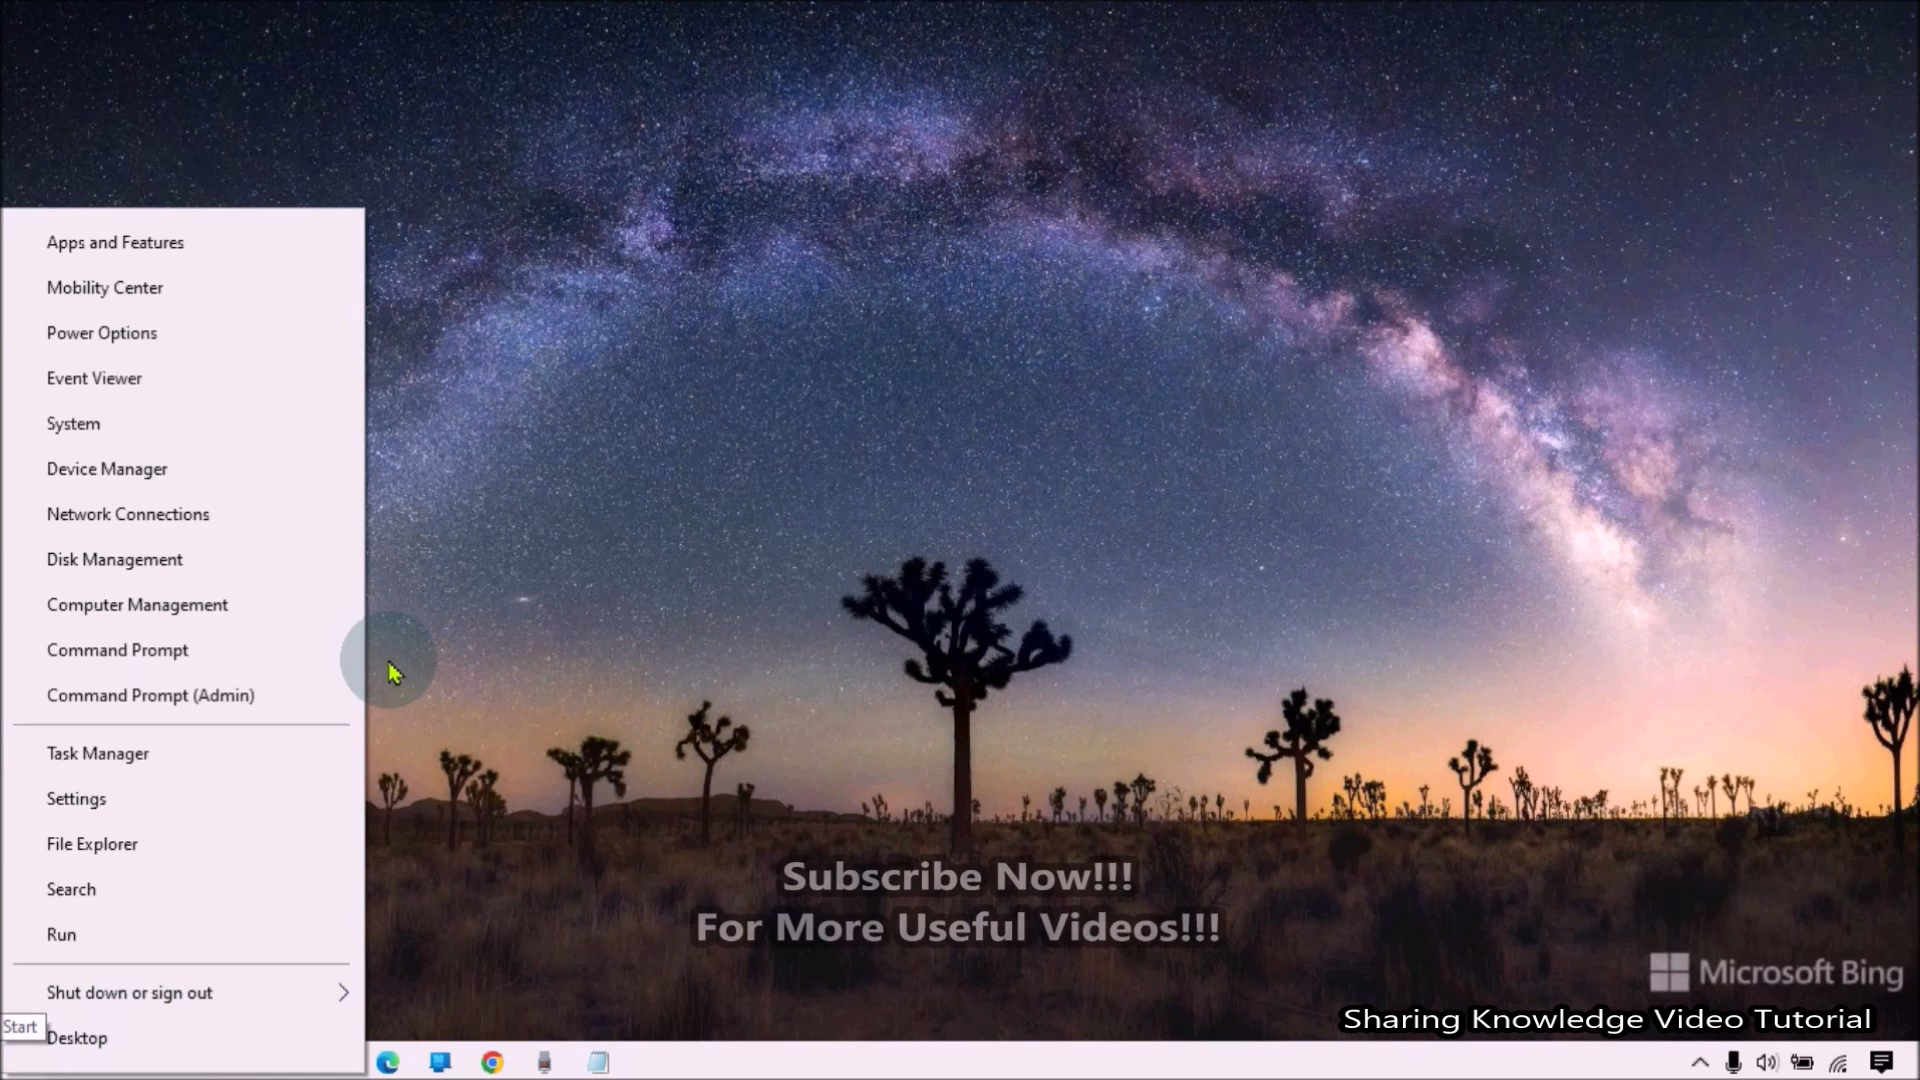 Apps and Features
Mobility Center
Power Options
Event Viewer
System
Device Manager
Network Connections
Disk Management
Computer Management
Command Prompt
Command Prompt (Admin)
Task Manager
Settings
File Explorer
Search
Run
Shut down or sign out
Start
Desktop
Subscribe Now!!!
For More Useful Videos!!!
Microsoft Bing
Sharing Knowledge Video Tutorial